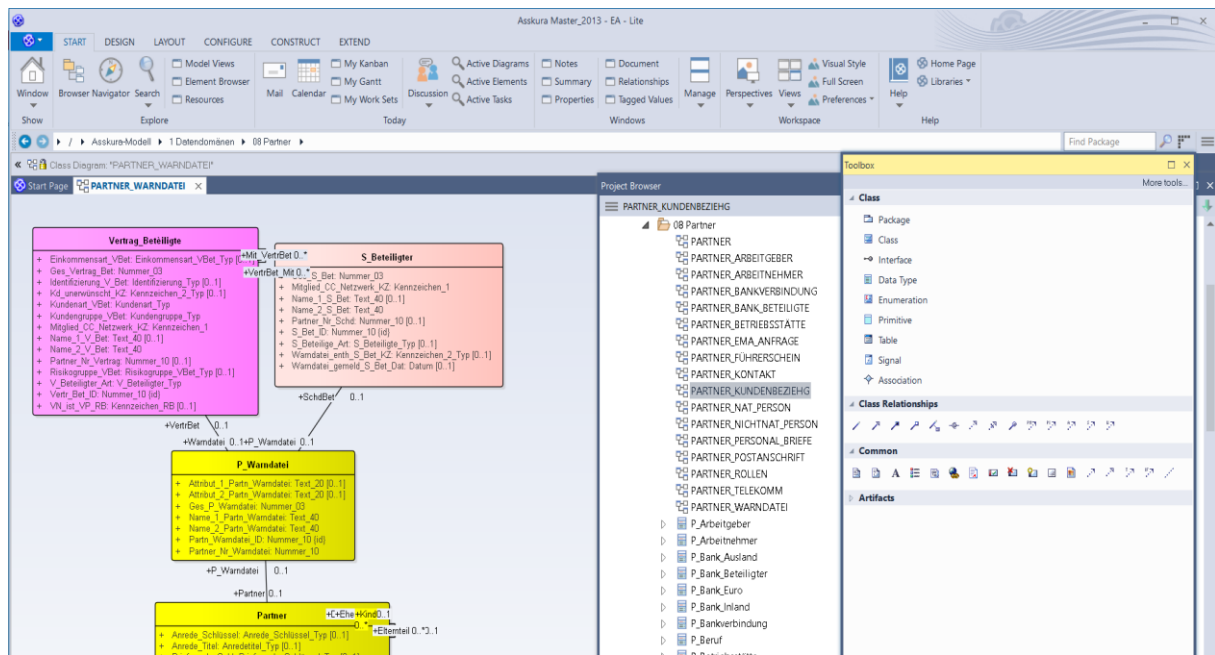 Asskura Master_2013 - EA - Lite
START DESIGN LAYOUT CONFIGURE CONSTRUCT EXTEND
Window
Browser Navigator Search
Model Views
Element Browser
Resources
Mail Calendar
My Kanban
My Gantt
My Work Sets
Discussion
Active Diagrams
Active Elements
Active Tasks
Notes
Summary
Properties
Document
Relationships
Tagged Values
Manage
Perspectives Views
Visual Style
Full Screen
Preferences
Help
Home Page
Libraries
Show Explore Today Windows Workspace Help
/ Asskura-Modell 1 Datendomänen 08 Partner
Find Package
Class Diagram: "PARTNER_WARNDATEI"
Start Page PARTNER_WARNDATEI
Vertrag_Beteiligte
+ Einkommensart_VBet: Einkommensart_VBet_Typ [0..1]
+ Ges_Vertrag_Bet: Nummer_03
+ Identifizierung_V_Bet: Identifizierung_Typ [0..1]
+ Kd_unerwünscht_KZ: Kennzeichen_2_Typ [0..1]
+ Kundenart_VBet: Kundenart_Typ
+ Kundengruppe_VBet: Kundengruppe_Typ
+ Mitglied_CC_Netzwerk_KZ: Kennzeichen_1
+ Name_1_V_Bet: Text_40 [0..1]
+ Name_2_V_Bet: Text_40
+ Partner_Nr_Vertrag: Nummer_10 [0..1]
+ Risikogruppe_VBet: Risikogruppe_VBet_Typ [0..1]
+ V_Beteiligter_Art: V_Beteiligter_Typ
+ Vertr_Bet_ID: Nummer_10 {id}
+ VN_ist_VP_RB: Kennzeichen_RB [0..1]
+Mit_VertrBet 0..*
+VertrBet_Mit 0..*
S_Beteiligter
S_Bet: Nummer_03
+ Mitglied_CC_Netzwerk_KZ: Kennzeichen_1
+ Name_1_S_Bet: Text_40 [0..1]
+ Name_2_S_Bet: Text_40
+ Partner_Nr_Schd: Nummer_10 [0..1]
+ S_Bet_ID: Nummer_10 {id}
+ S_Beteilige_Art: S_Beteiligte_Typ [0..1]
+ Warndatei_enth_S_Bet_KZ: Kennzeichen_2_Typ [0..1]
+ Warndatei_gemeld_S_Bet_Dat: Datum [0..1]
+SchdBet 0..1
+VertrBet 0..1
+Warndatei 0..1+P_Warndatei 0..1
P_Warndatei
+ Attribut_1_Partn_Warndatei: Text_20 [0..1]
+ Attribut_2_Partn_Warndatei: Text_20 [0..1]
+ Ges_P_Warndatei: Nummer_03
+ Name_1_Partn_Warndatei: Text_40
+ Name_2_Partn_Warndatei: Text_40
+ Partn_Warndatei_ID: Nummer_10 {id}
+ Partner_Nr_Warndatei: Nummer_10
+P_Warndatei 0..1
+Partner 0..1
Partner
+Ehe +Kind 0..1
0..*
+Elternteil 0..*
+ Anrede_Schlüssel: Anrede_Schlüssel_Typ [0..1]
+ Anrede_Titel: Anredetitel_Typ [0..1]
Project Browser
PARTNER_KUNDENBEZIEHG
08 Partner
PARTNER
PARTNER_ARBEITGEBER
PARTNER_ARBEITNEHMER
PARTNER_BANKVERBINDUNG
PARTNER_BANK_BETEILIGTE
PARTNER_BETRIEBSSTÄTTE
PARTNER_EMA_ANFRAGE
PARTNER_FÜHRERSCHEIN
PARTNER_KONTAKT
PARTNER_KUNDENBEZIEHG
PARTNER_NAT_PERSON
PARTNER_NICHTNAT_PERSON
PARTNER_PERSONAL_BRIEFE
PARTNER_POSTANSCHRIFT
PARTNER_ROLLEN
PARTNER_TELEKOMM
PARTNER_WARNDATEI
P_Arbeitgeber
P_Arbeitnehmer
P_Bank_Ausland
P_Bank_Beteiligter
P_Bank_Euro
P_Bank_Inland
P_Bankverbindung
P_Beruf
Toolbox
More tools...
Class
Package
Class
Interface
Data Type
Enumeration
Primitive
Table
Signal
Association
Class Relationships
Common
Artifacts